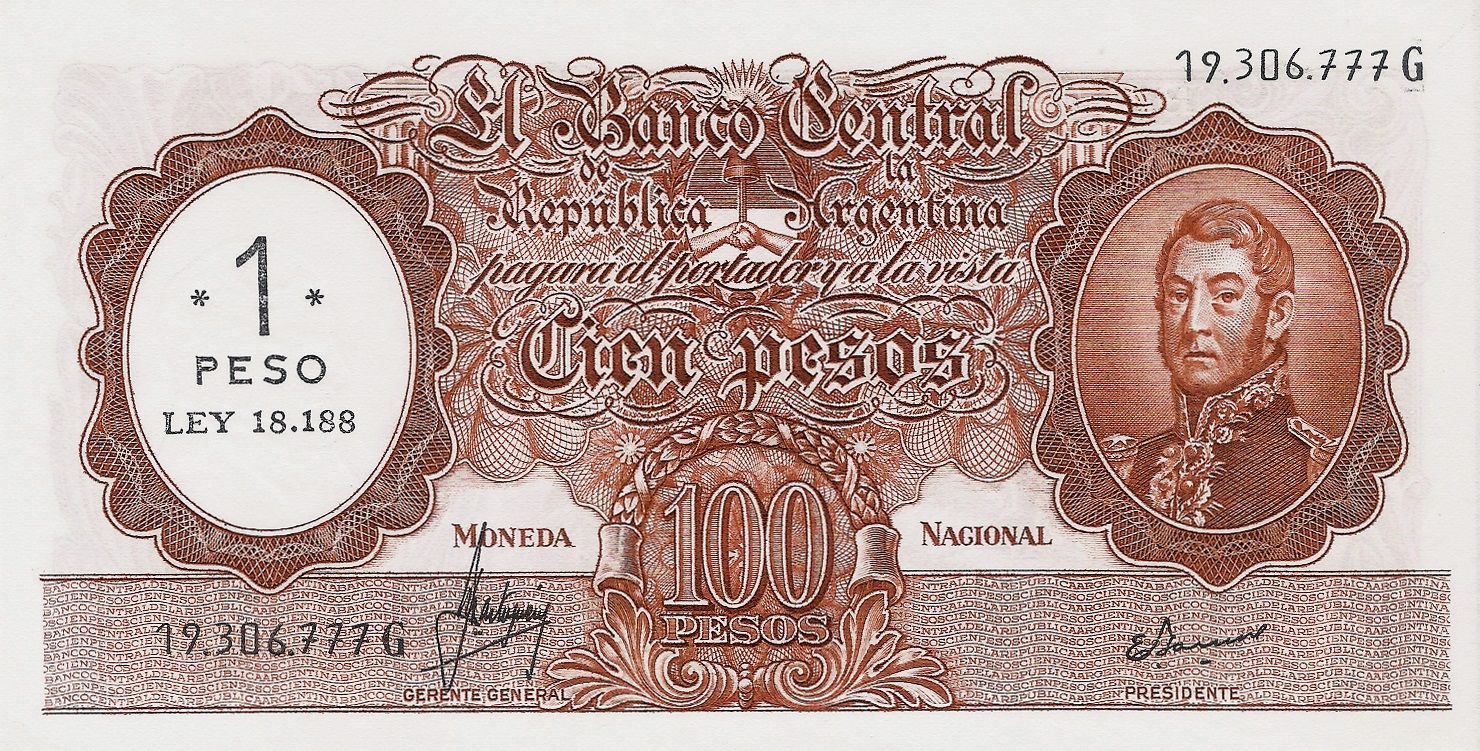 19.306.777 G
El Banco Central
de la
República Argentina
pagará al portador y a la vista
Cien pesos
* 1 *
PESO
LEY 18.188
100
PESOS
MONEDA NACIONAL
19.306.777 G
GERENTE GENERAL
PRESIDENTE